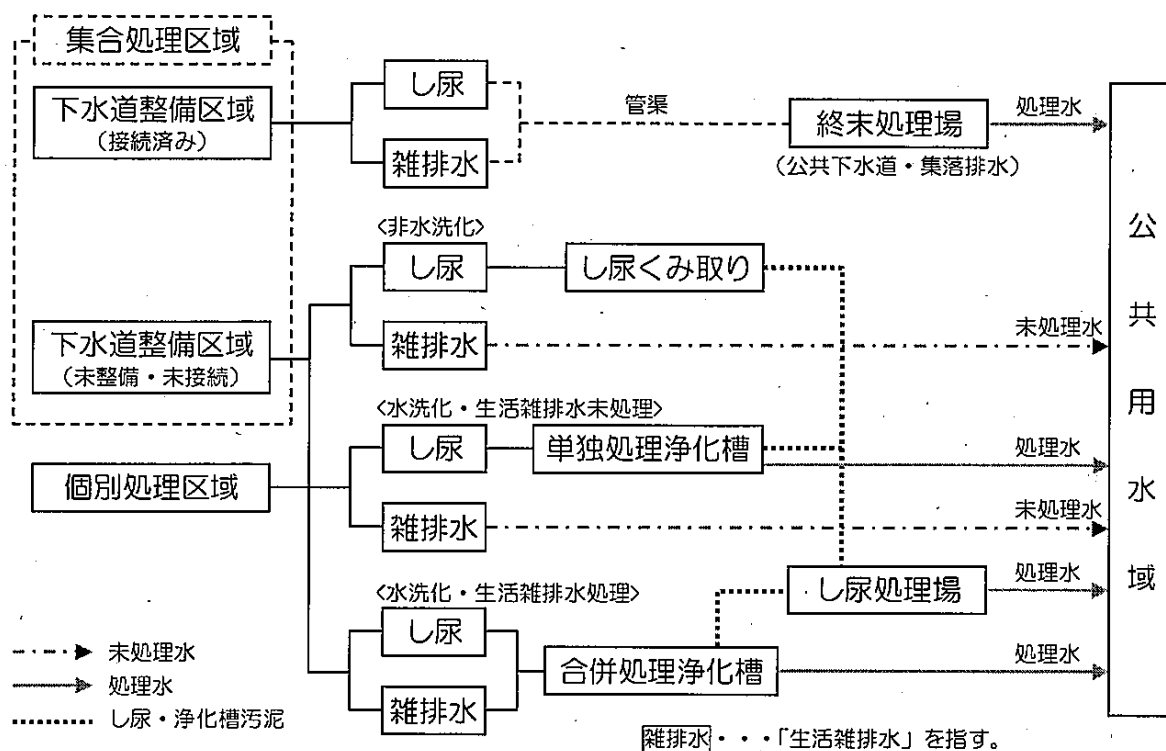 集合処理区域
下水道整備区域
（接続済み）
し尿
雑排水
管渠
終末処理場
（公共下水道・集落排水）
処理水
公共用水域
下水道整備区域
（未整備・未接続）
<非水洗化>
し尿
し尿くみ取り
雑排水
未処理水
個別処理区域
<水洗化・生活雑排水未処理>
し尿
単独処理浄化槽
処理水
雑排水
未処理水
し尿処理場
処理水
<水洗化・生活雑排水処理>
し尿
雑排水
合併処理浄化槽
処理水
未処理水
処理水
し尿・浄化槽汚泥
雑排水・・・「生活雑排水」を指す。